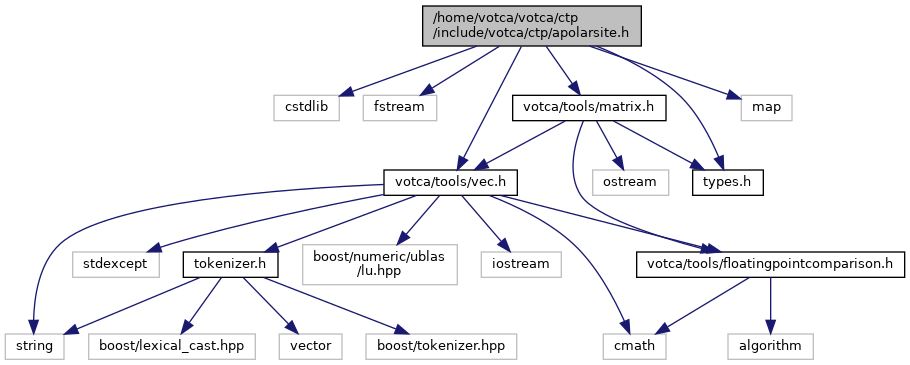 /home/votca/votca/ctp
/include/votca/ctp/apolarsite.h
cstdlib
fstream
votca/tools/matrix.h
map
votca/tools/vec.h
ostream
types.h
stdexcept
tokenizer.h
boost/numeric/ublas
/lu.hpp
iostream
votca/tools/floatingpointcomparison.h
string
boost/lexical_cast.hpp
vector
boost/tokenizer.hpp
cmath
algorithm